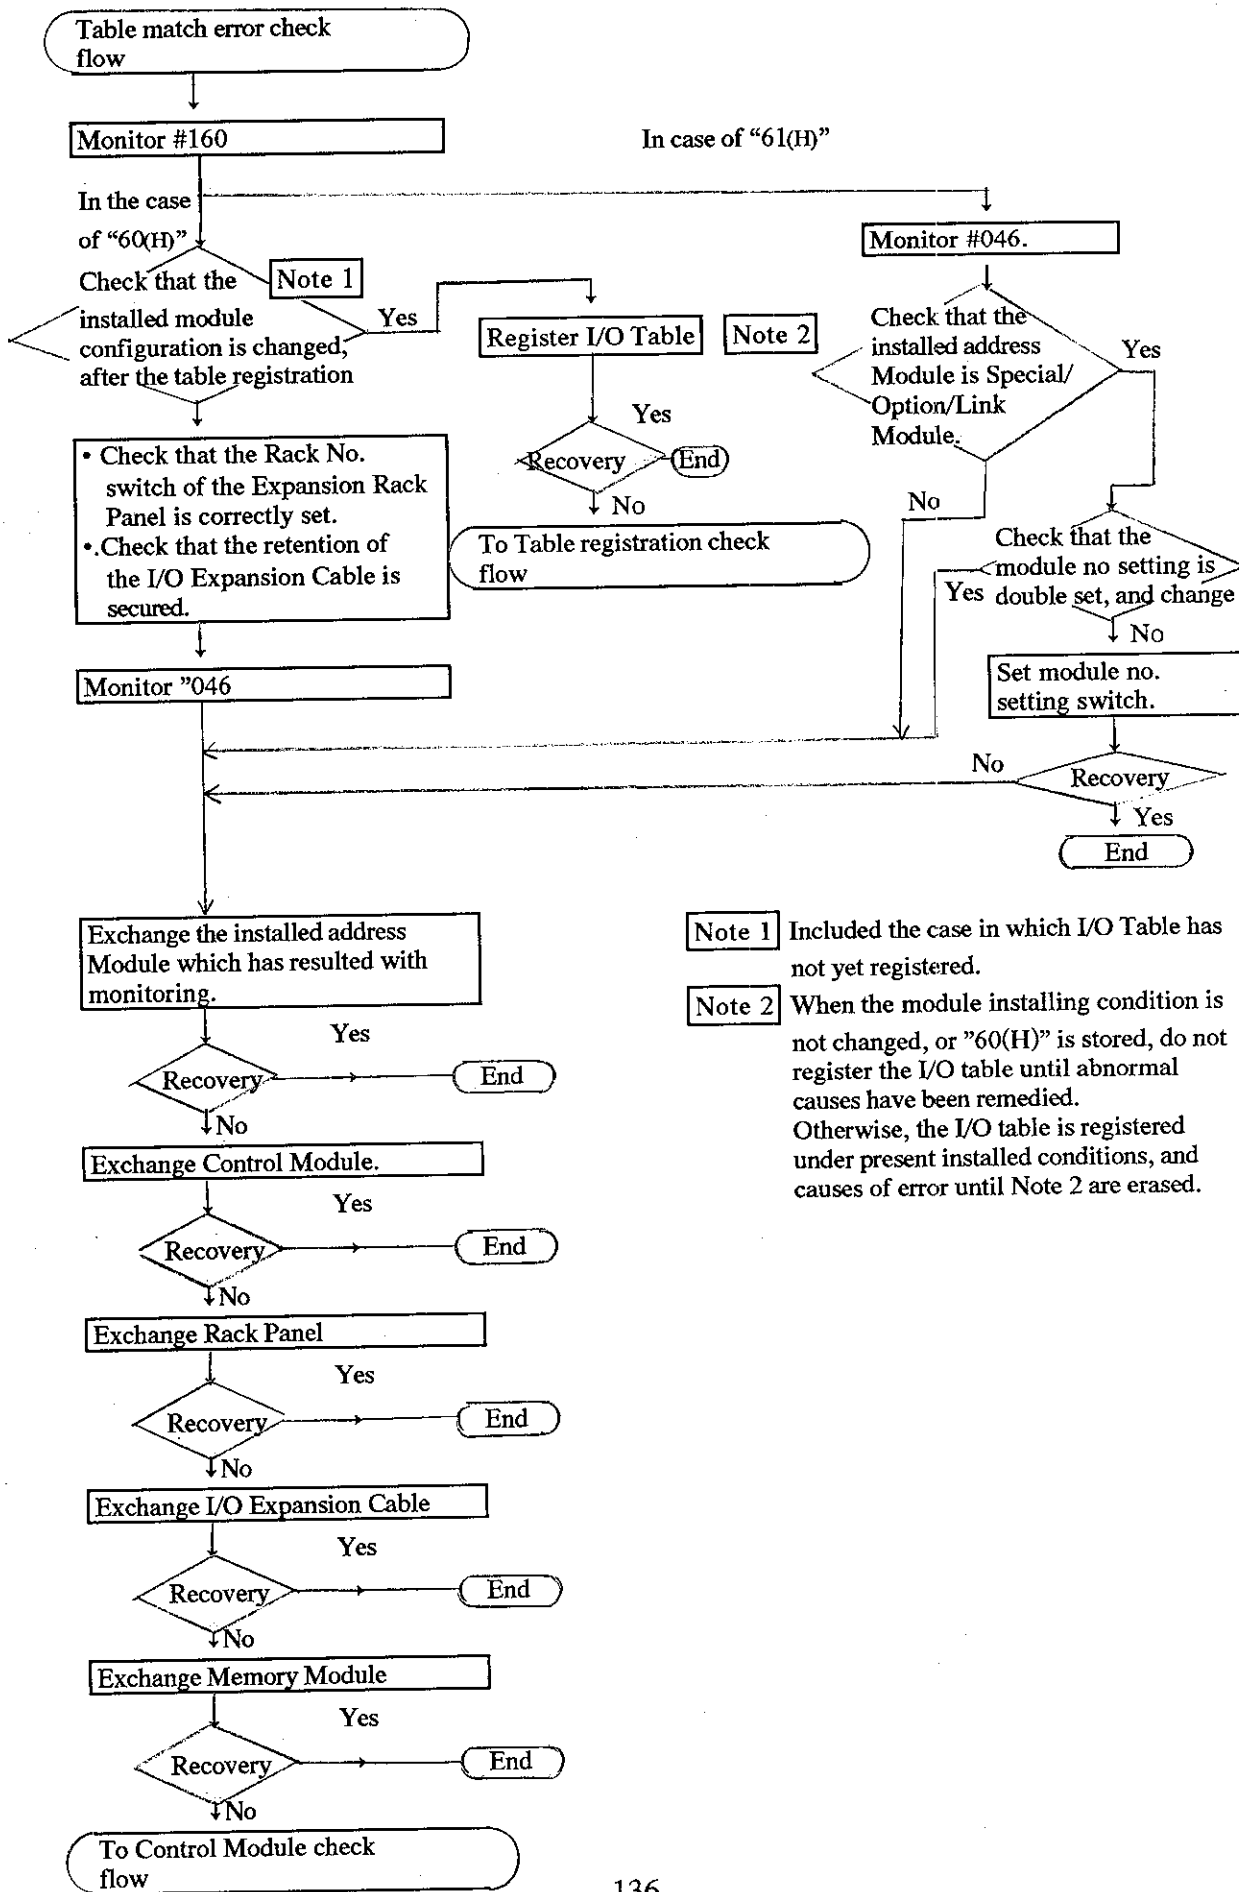 Table match error check
flow
Monitor #160
In case of “61(H)”
In the case
of “60(H)”
Monitor #046.
Check that the
Note 1
installed module
configuration is changed,
after the table registration
Yes
Register I/O Table
Note 2
Check that the
installed address
Module is Special/
Option/Link
Module.
Yes
Yes
Recovery
End
No
To Table registration check
flow
• Check that the Rack No.
switch of the Expansion Rack
Panel is correctly set.
•.Check that the retention of
the I/O Expansion Cable is
secured.
No
Check that the
module no setting is
double set, and change
Yes
No
Monitor ”046
Set module no.
setting switch.
No
Recovery
Yes
End
Exchange the installed address
Module which has resulted with
monitoring.
Yes
Recovery
End
No
Exchange Control Module.
Yes
Recovery
End
No
Exchange Rack Panel
Yes
Recovery
End
No
Exchange I/O Expansion Cable
Yes
Recovery
End
No
Exchange Memory Module
Yes
Recovery
End
No
To Control Module check
flow
Note 1 Included the case in which I/O Table has
not yet registered.
Note 2 When the module installing condition is
not changed, or ”60(H)” is stored, do not
register the I/O table until abnormal
causes have been remedied.
Otherwise, the I/O table is registered
under present installed conditions, and
causes of error until Note 2 are erased.
136